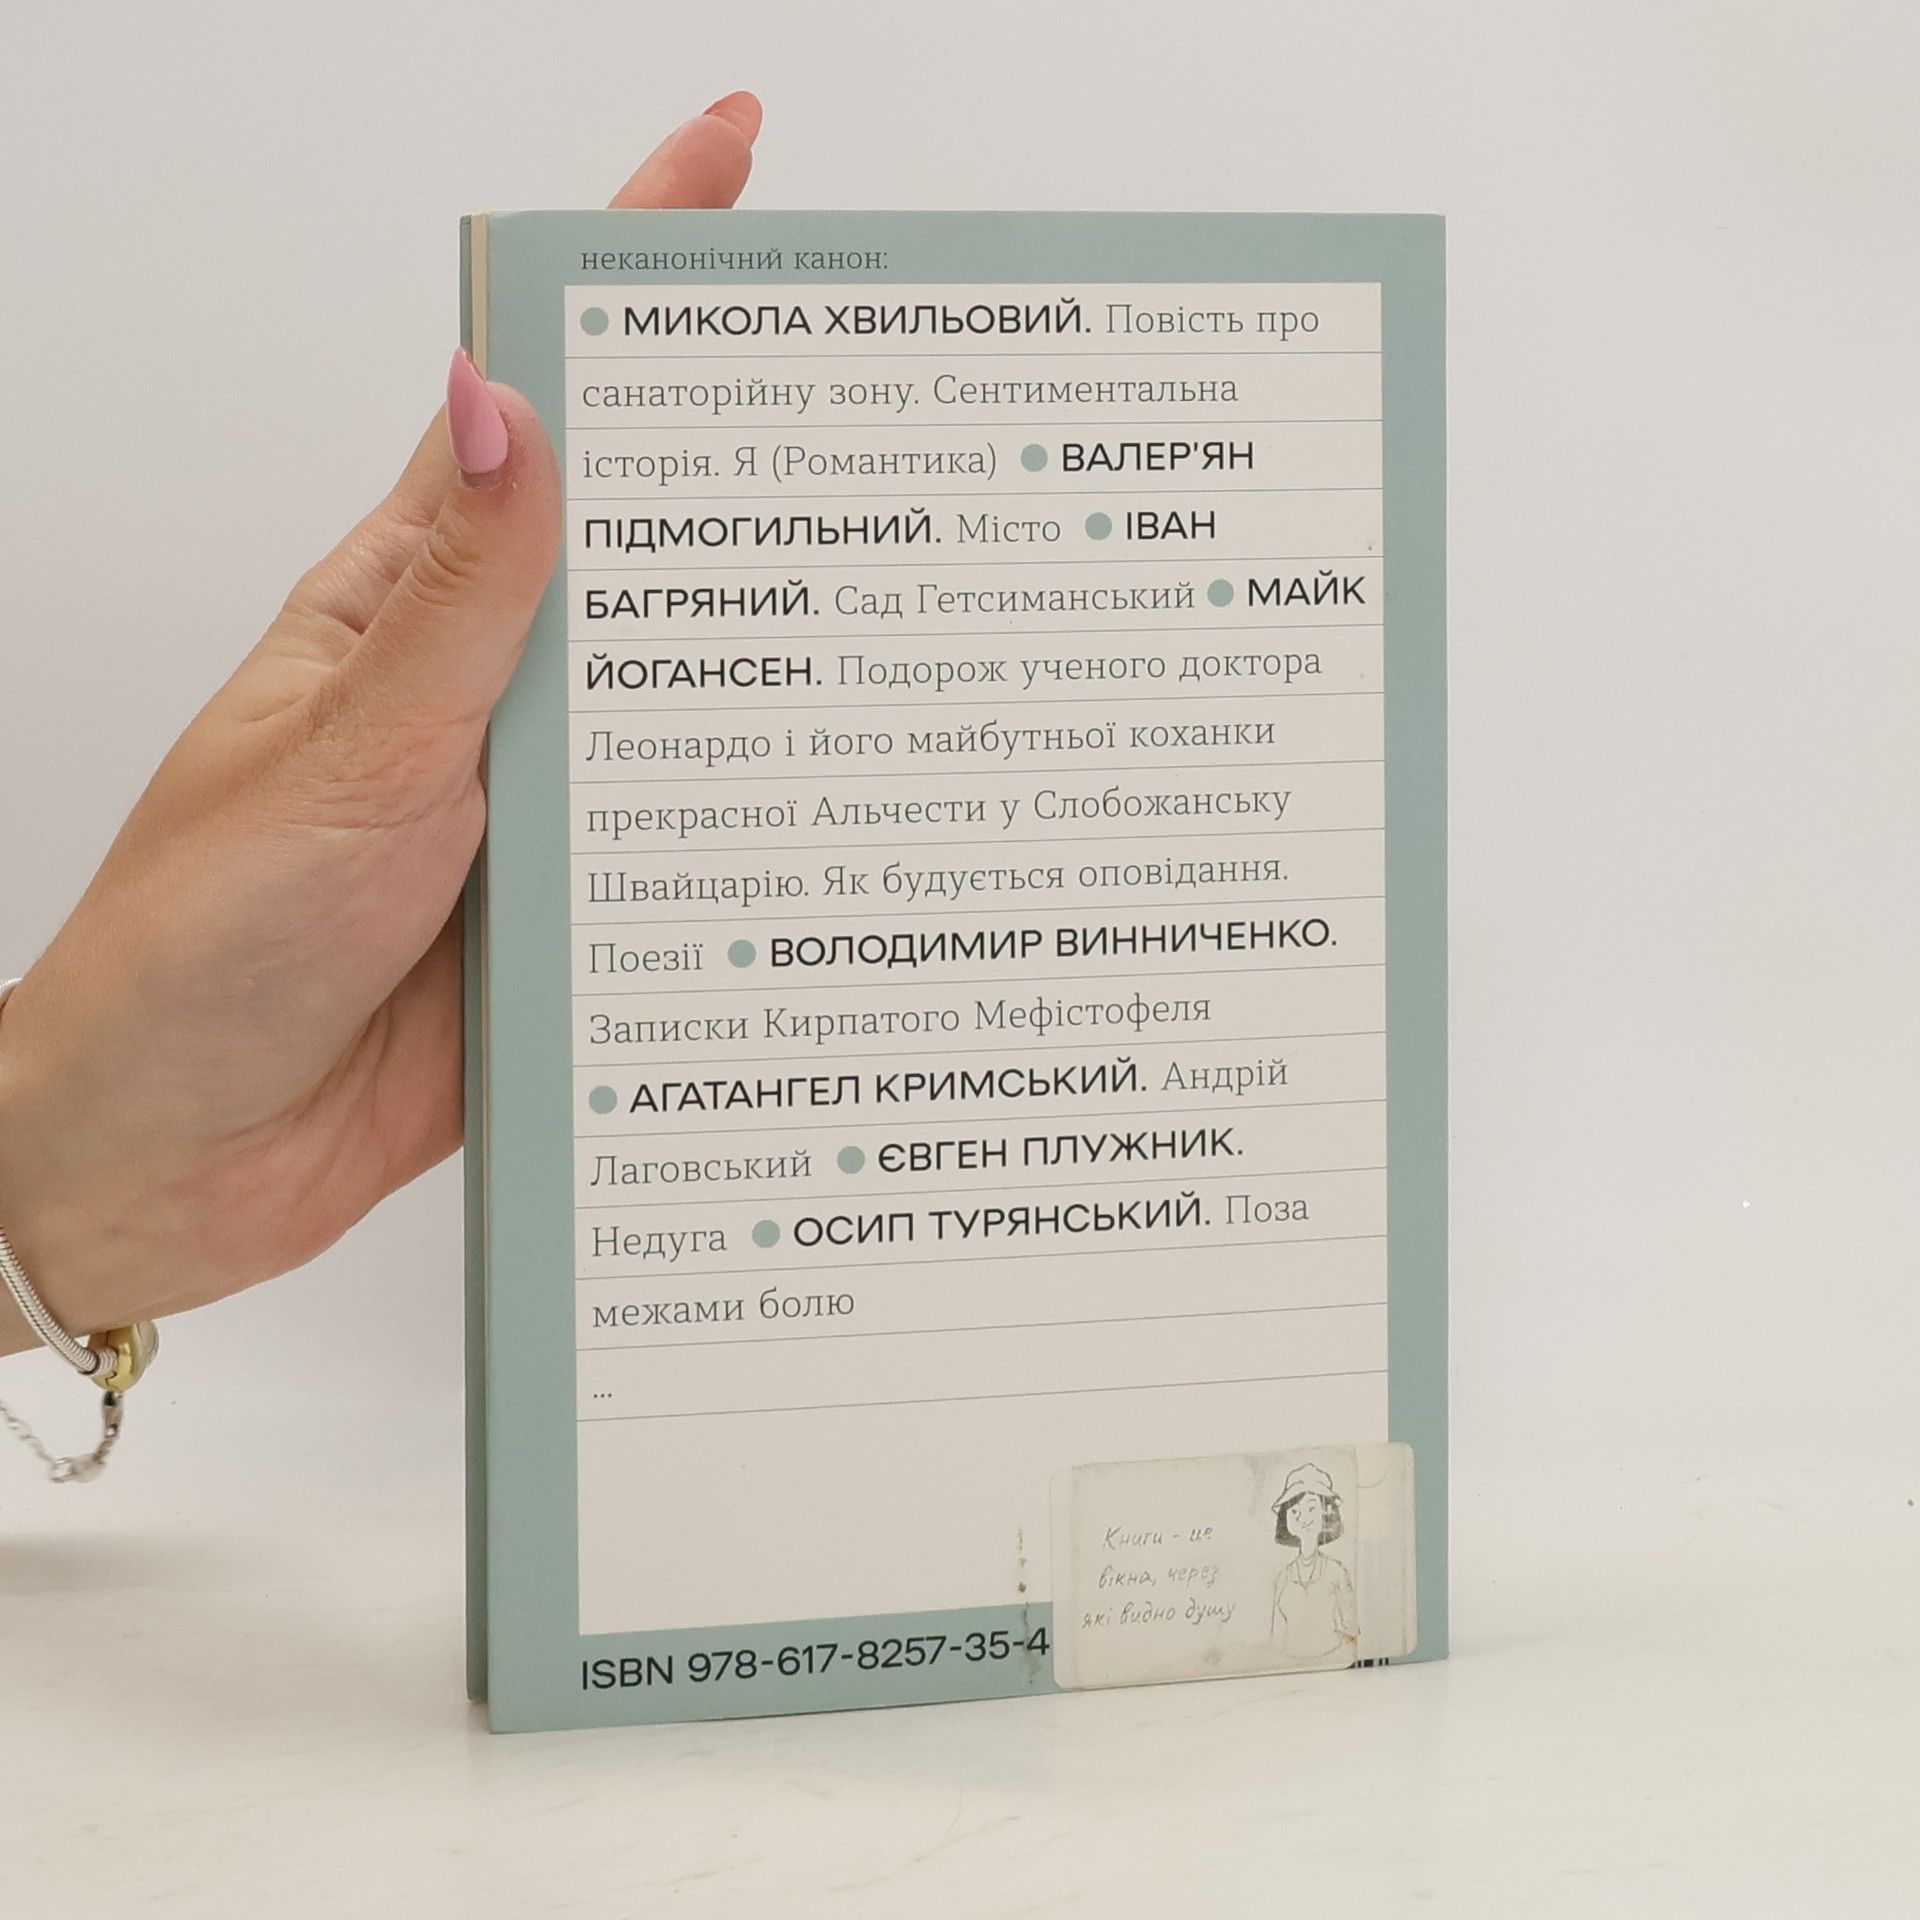 неканонічний канон:
● МИКОЛА ХВИЛЬОВИЙ. Повість про
санаторійну зону. Сентиментальна
історія. Я (Романтика) ● ВАЛЕР'ЯН
ПІДМОГИЛЬНИЙ. Місто ● ІВАН
БАГРЯНИЙ. Сад Гетсиманський ● МАЙК
ЙОГАНСЕН. Подорож ученого доктора
Леонардо і його майбутньої коханки
прекрасної Альчести у Слобожанську
Швайцарію. Як будується оповідання.
Поезії ● ВОЛОДИМИР ВИННИЧЕНКО.
Записки Кирпатого Мефістофеля
● АГАТАНГЕЛ КРИМСЬКИЙ. Андрій
Лаговський ● ЄВГЕН ПЛУЖНИК.
Недуга ● ОСИП ТУРЯНСЬКИЙ. Поза
межами болю
...
Книги - це
вікна, через
які видно душу
ISBN 978-617-8257-35-4